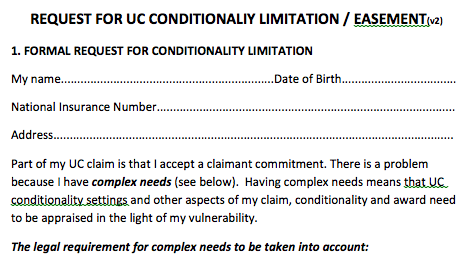 REQUEST FOR UC CONDITIONALIY LIMITATION / EASEMENT(v2)
1. FORMAL REQUEST FOR CONDITIONALITY LIMITATION
My name.................................................................Date of Birth..................................
National Insurance Number..........................................................................................
Address........................................................................................................................
Part of my UC claim is that I accept a claimant commitment. There is a problem
because I have complex needs (see below). Having complex needs means that UC
conditionality settings and other aspects of my claim, conditionality and award need
to be appraised in the light of my vulnerability.
The legal requirement for complex needs to be taken into account: